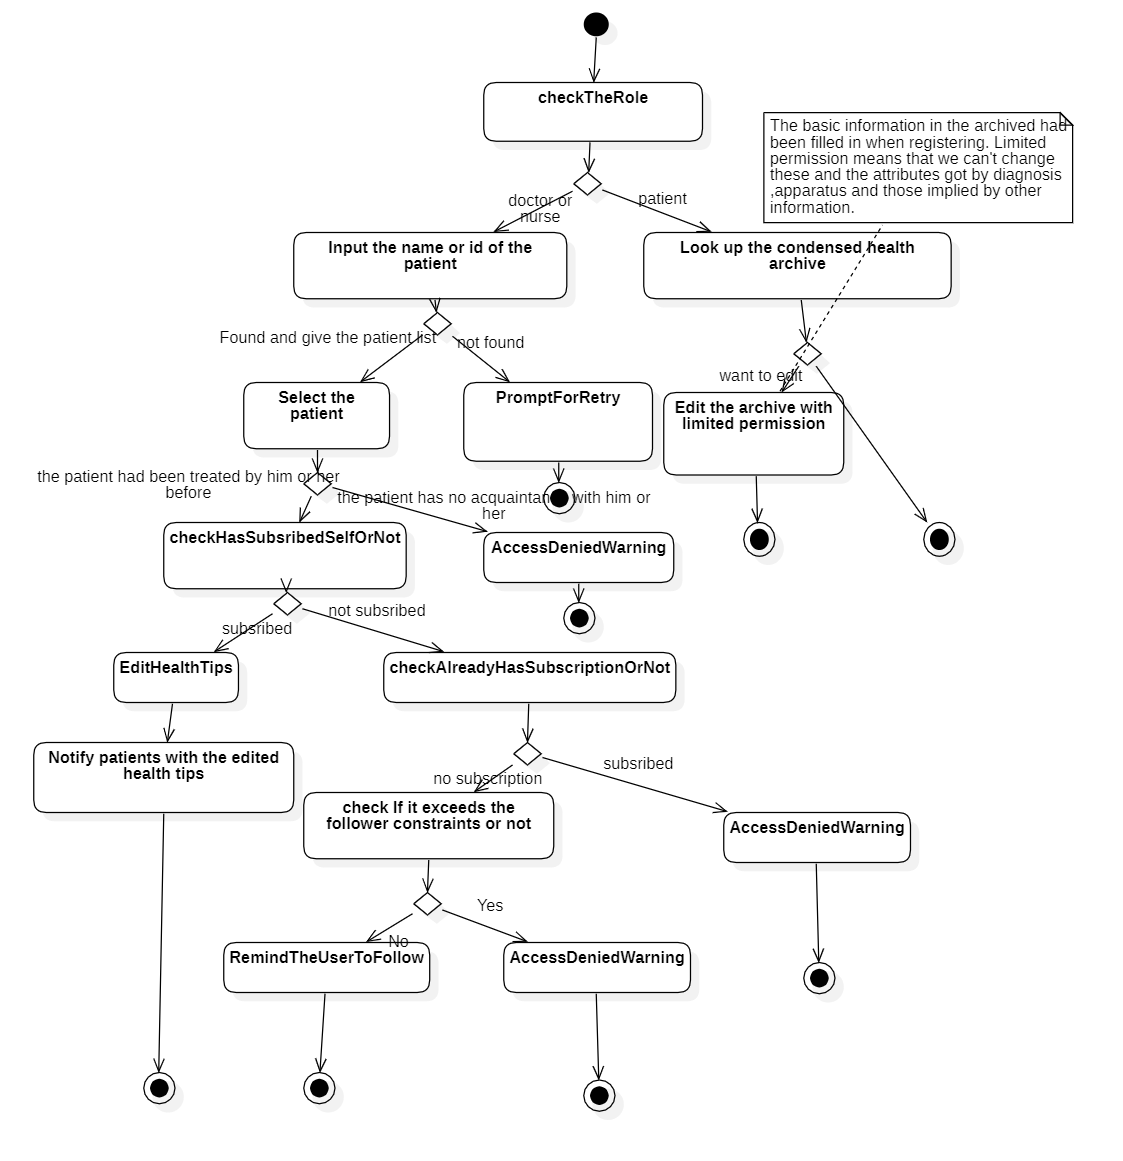 checkTheRole
The basic information in the archived had
been filled in when registering. Limited
permission means that we can't change
these and the attributes got by diagnosis
,apparatus and those implied by other
information.
doctor or
nurse
patient
Input the name or id of the
patient
Look up the condensed health
archive
Found and give the patient list
not found
want to edit
Select the
patient
PromptForRetry
Edit the archive with
limited permission
the patient had been treated by him or her
before
the patient has no acquaintance with him or
her
checkHasSubsribedSelfOrNot
AccessDeniedWarning
subsribed
not subsribed
EditHealthTips
checkAlreadyHasSubscriptionOrNot
Notify patients with the edited
health tips
no subscription
subsribed
check If it exceeds the
follower constraints or not
AccessDeniedWarning
No
Yes
RemindTheUserToFollow
AccessDeniedWarning